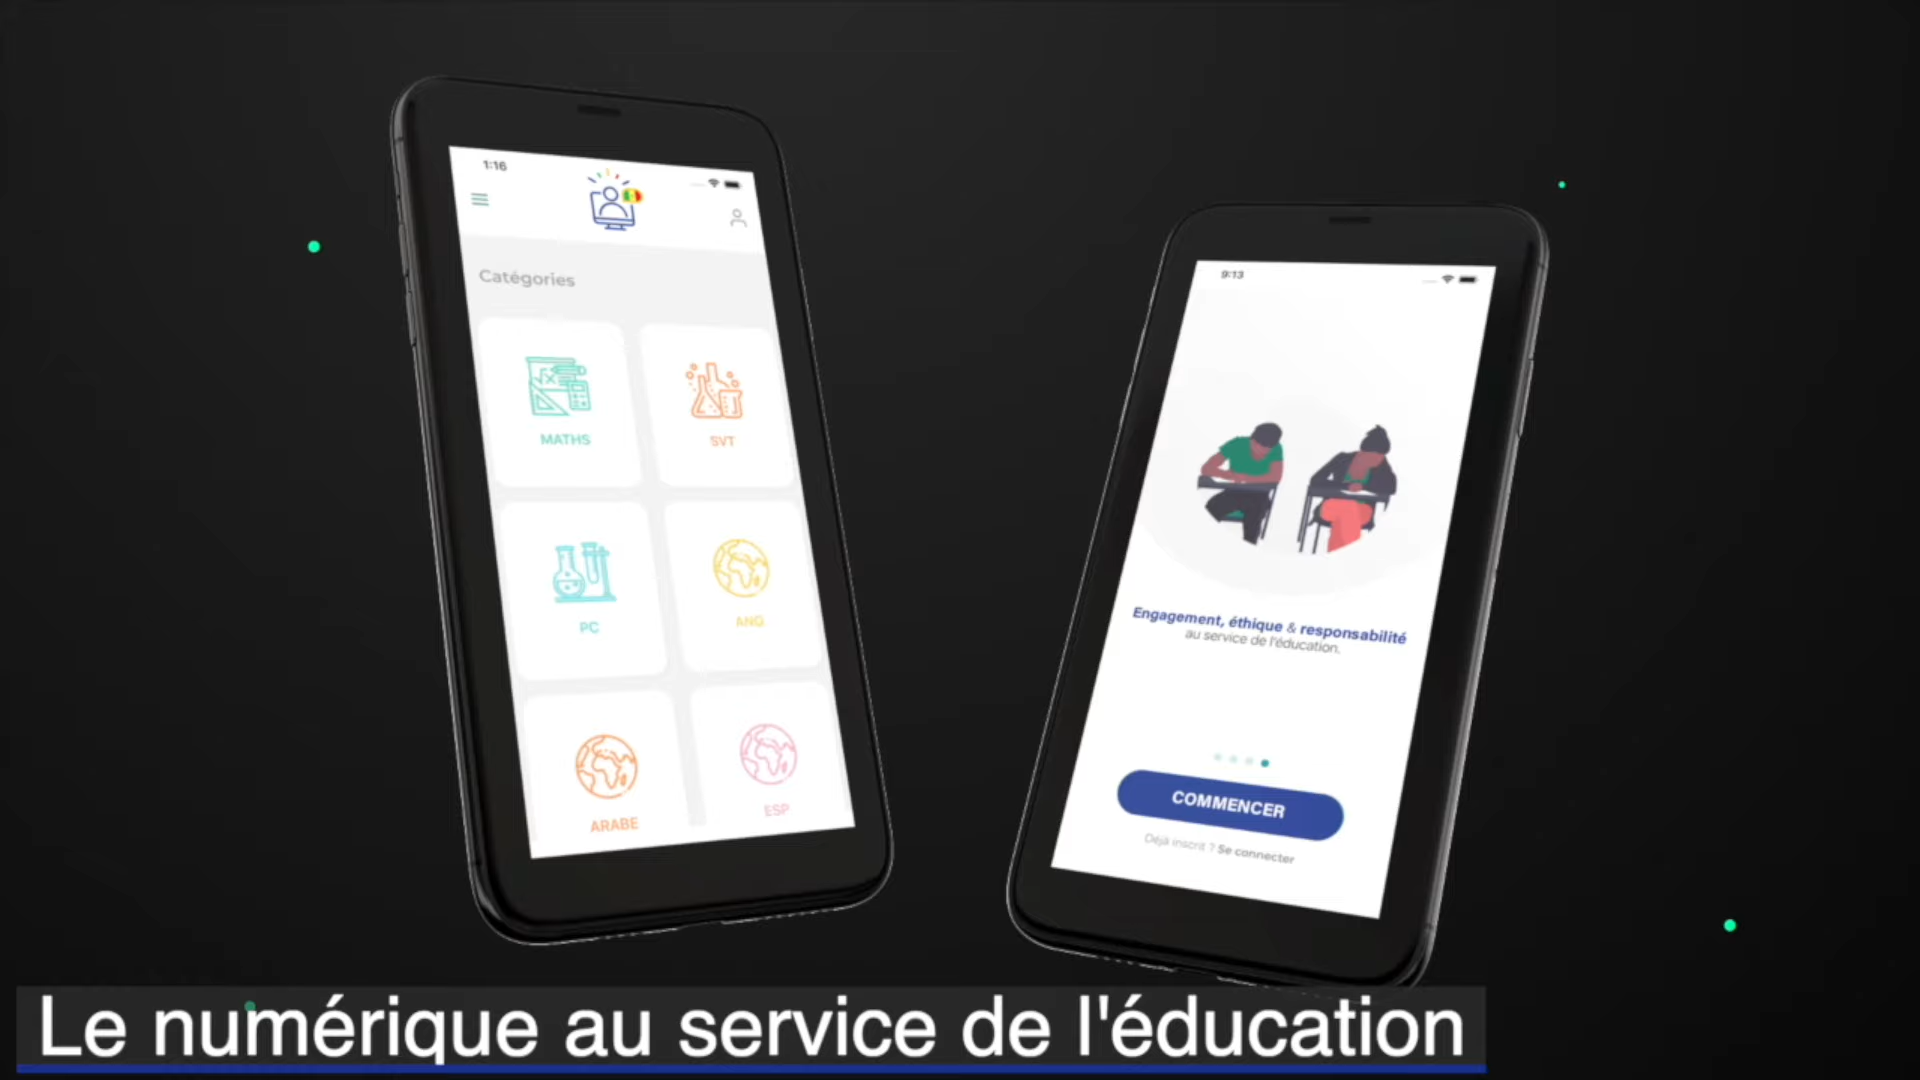 1:16
Catégories
MATHS
SVT
PC
ANG
ARABE
ESP
9:13
Engagement, éthique & responsabilité
au service de l'éducation.
COMMENCER
Déjà inscrit ? Se connecter
Le numérique au service de l'éducation